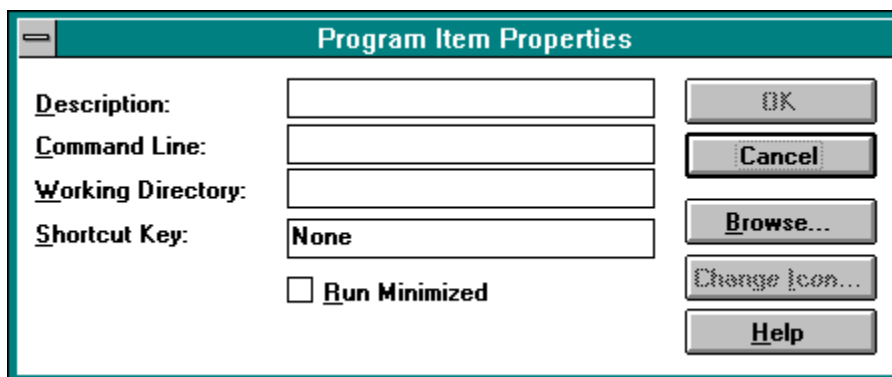 Program Item Properties
Description:
OK
Command Line:
Cancel
Working Directory:
Shortcut Key:
None
Browse...
Run Minimized
Change Icon...
Help